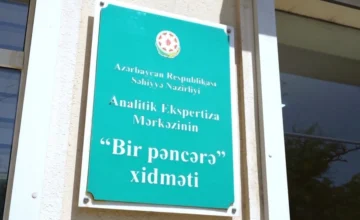 Azərbaycan Respublikası
Səhiyyə Nazirliyi
Analitik Ekspertiza
Mərkəzinin
“Bir pəncərə”
xidməti